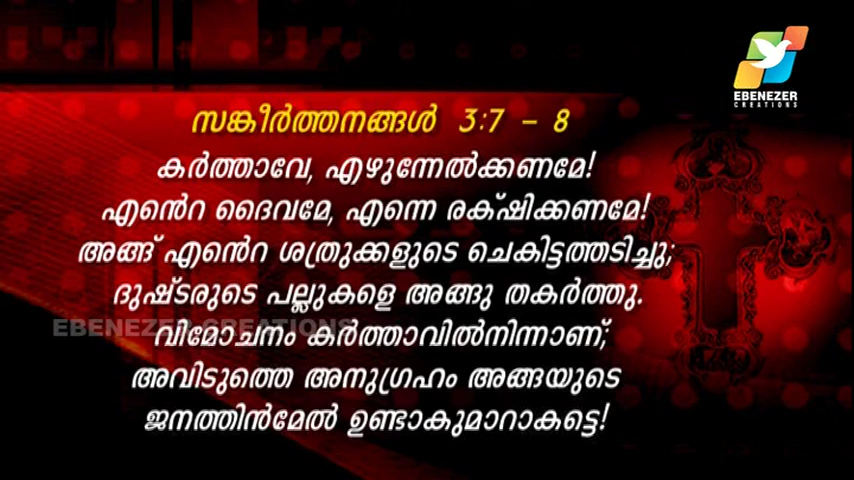 EBENEZER
CREATIONS
സങ്കീർത്തനങ്ങൾ 3:7 - 8
കർത്താവേ, എഴുന്നേൽക്കണമേ!
എൻെറ ദൈവമേ, എന്നെ രക്ഷിക്കണമേ!
അങ്ങ് എൻെറ ശത്രുക്കളുടെ ചെകിട്ടത്തടിച്ചു;
ദുഷ്ടരുടെ പല്ലുകളെ അങ്ങു തകർത്തു.
EBENEZER CREATIONS
വിമോചനം കർത്താവിൽനിന്നാണ്;
അവിടുത്തെ അനുഗ്രഹം അങ്ങയുടെ
ജനത്തിൻമേൽ ഉണ്ടാകുമാറാകട്ടെ!